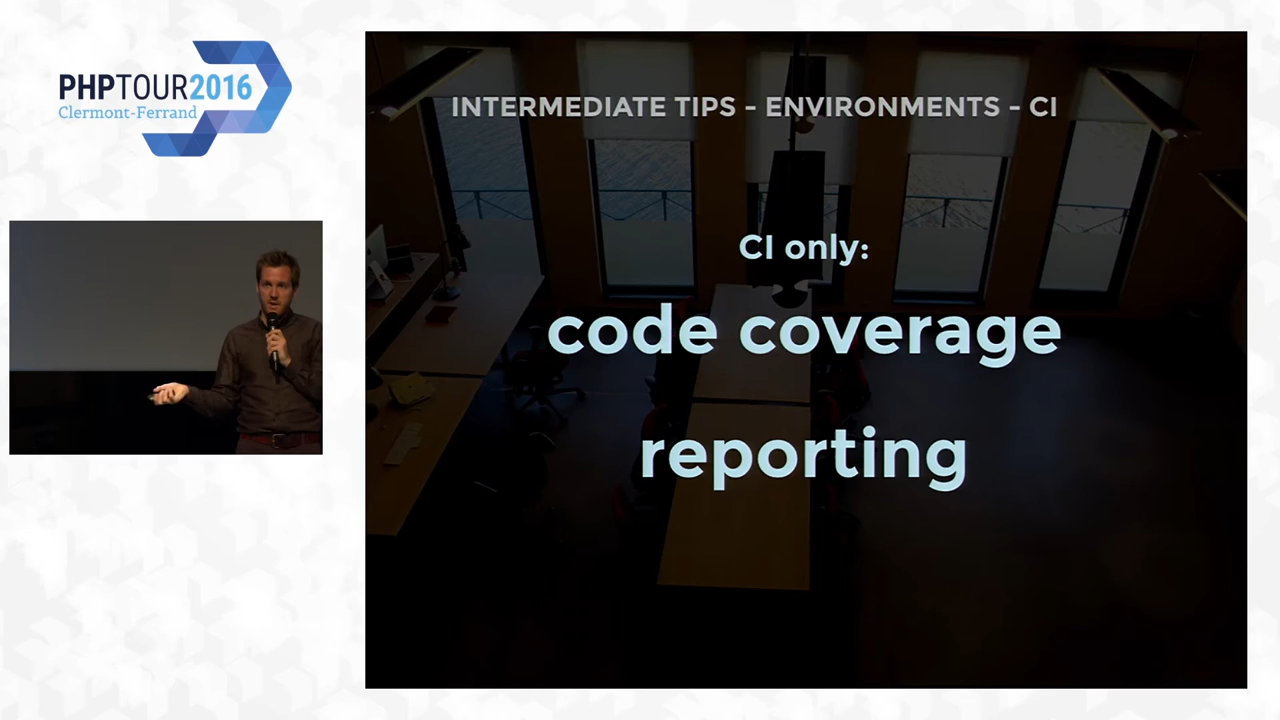 PHPTOUR2016
Clermont-Ferrand
INTERMEDIATE TIPS - ENVIRONMENTS - CI
CI only:
code coverage
reporting